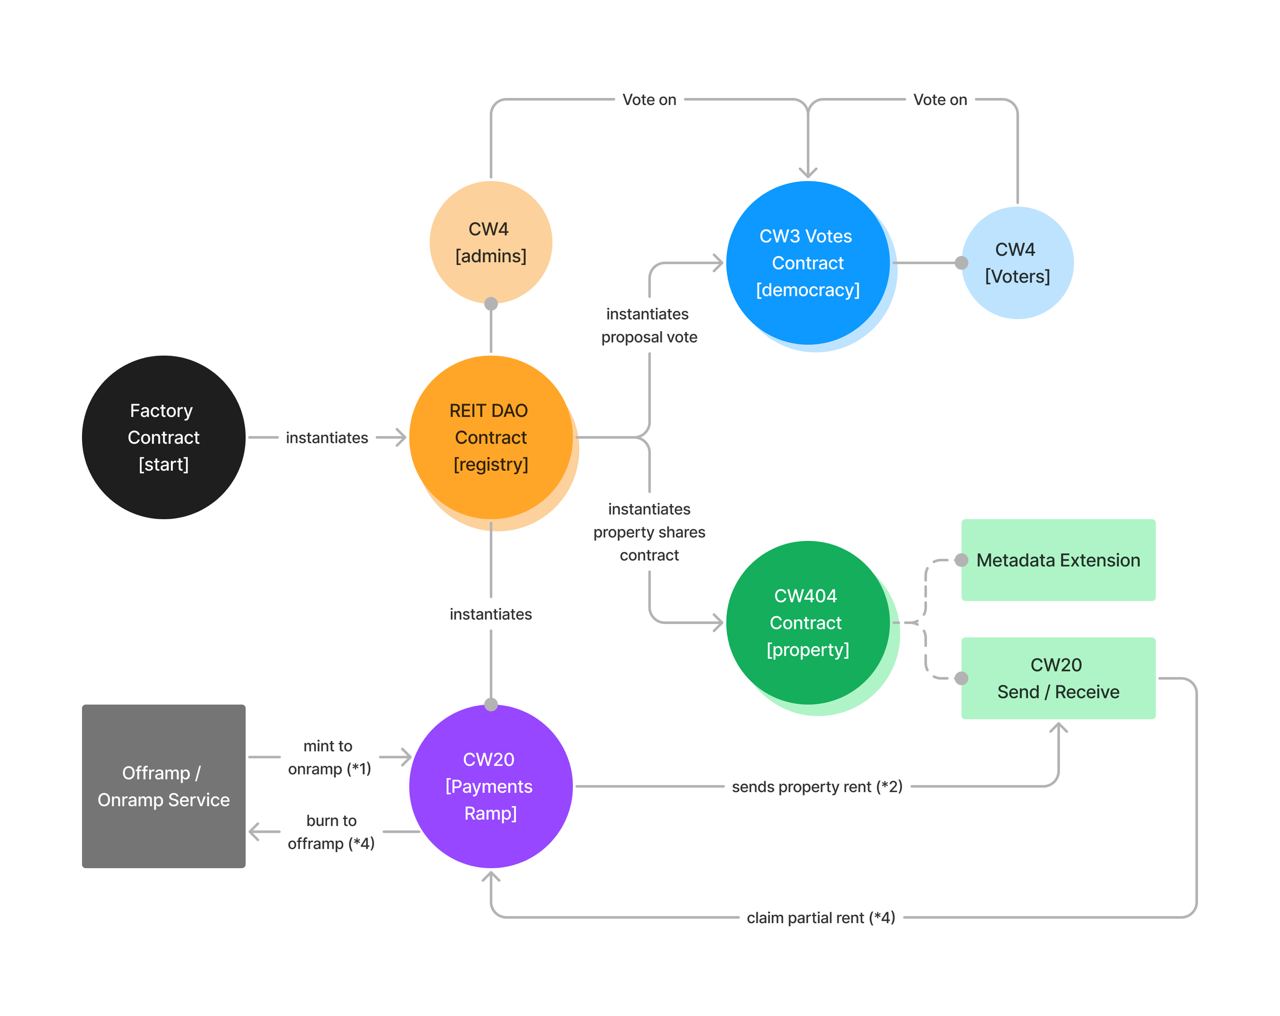 Vote on
Vote on
CW4
[admins]
CW3 Votes
Contract
[democracy]
CW4
[Voters]
instantiates
proposal vote
Factory
Contract
[start]
instantiates
REIT DAO
Contract
[registry]
instantiates
property shares
contract
Metadata Extension
CW404
Contract
[property]
instantiates
CW20
Send / Receive
Offramp /
Onramp Service
mint to
onramp (*1)
burn to
offramp (*4)
CW20
[Payments
Ramp]
sends property rent (*2)
claim partial rent (*4)